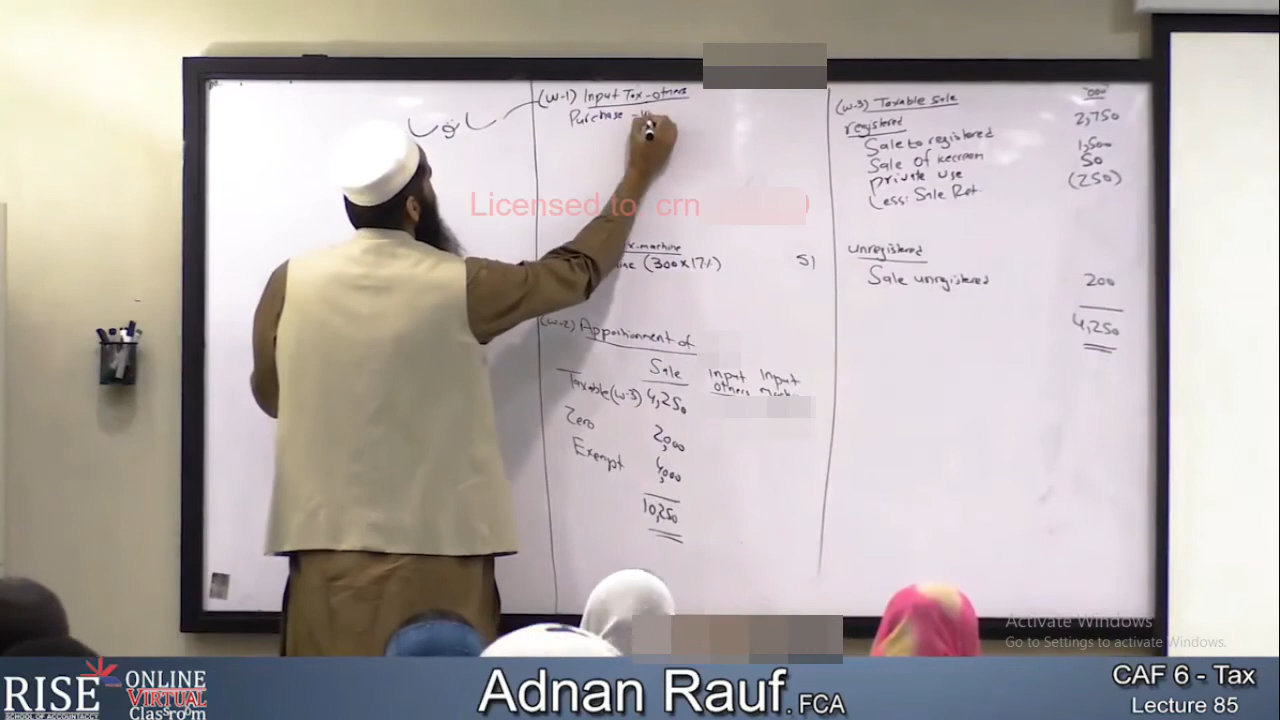 (W-1) Input Tax-others
Purchase
x-machine
ine (300x17%) 51
(W-2) Apportionment of
Sale Input others Input
Taxable (W-3) 4,250
Zero 2,000
Exempt 4,000
10,250
(W-3) Taxable Sale "000"
registered
Sale to registered 2,750
Sale of 1,500
Private use 50
Less: Sale Ret. (250)
unregistered
Sale unregistered 200
4,250
Licensed to: crn
Activate Windows
Go to Settings to activate Windows.
RISE
SCHOOL OF ACCOUNTANCY
ONLINE
VIRTUAL
Classroom
Adnan Rauf. FCA
CAF 6 - Tax
Lecture 85